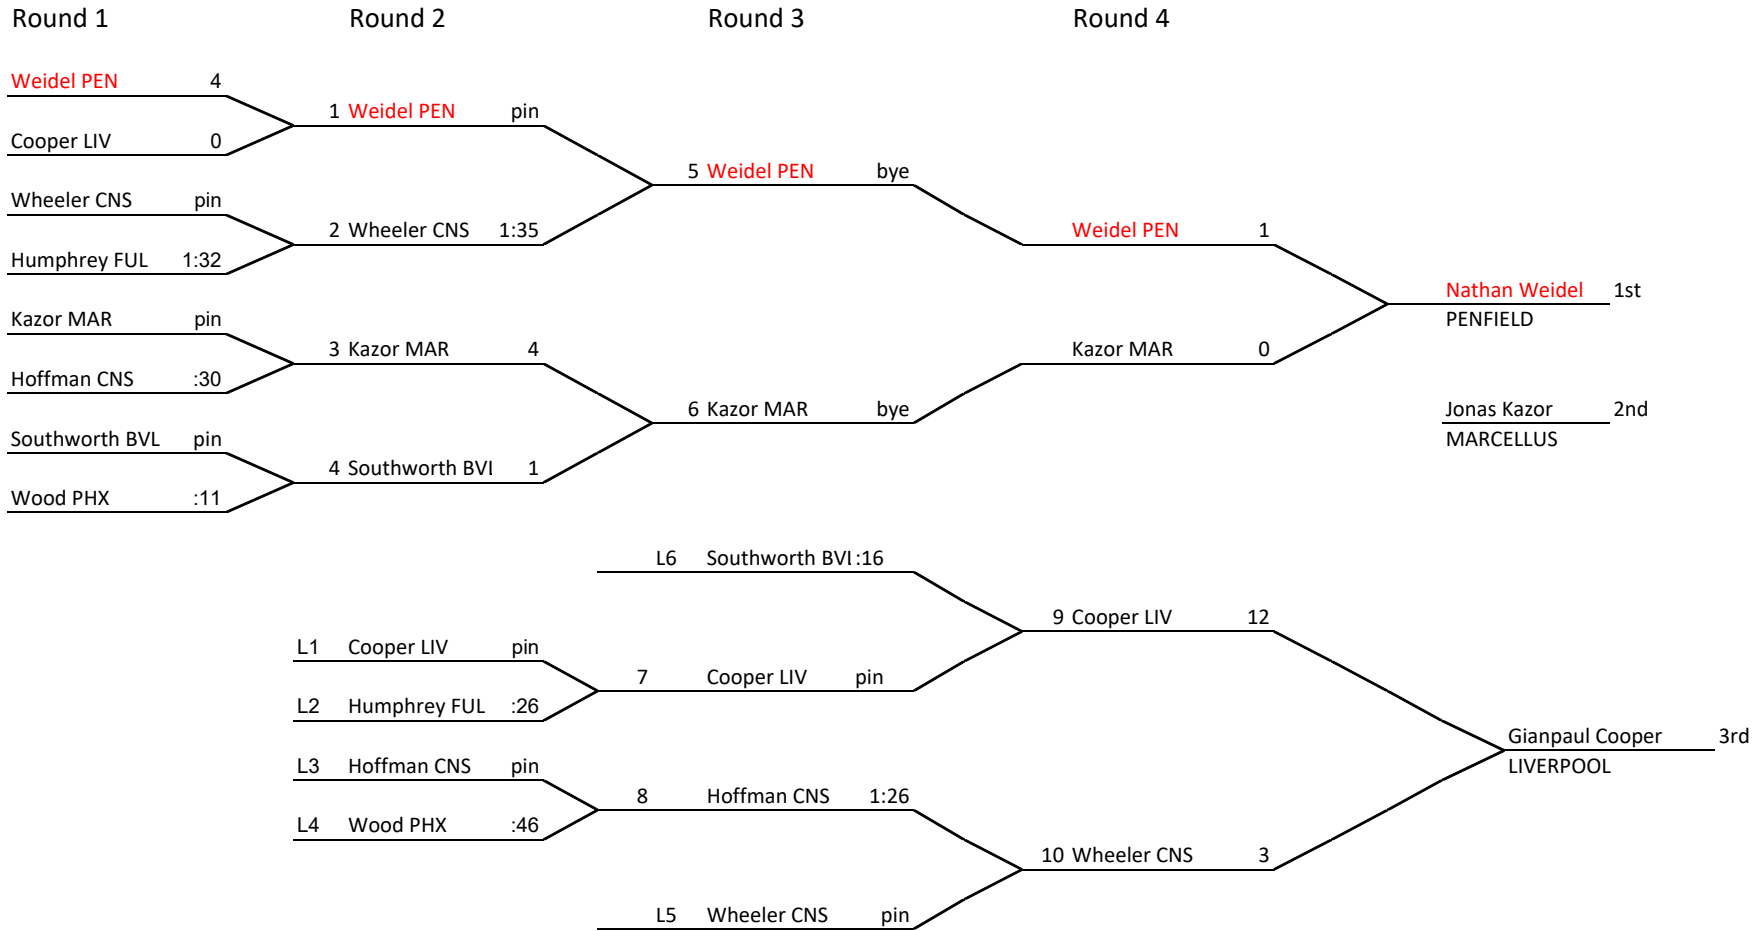 Round 1 Round 2 Round 3 Round 4
Weidel PEN 4
1 Weidel PEN pin
Cooper LIV 0
5 Weidel PEN bye
Wheeler CNS pin
2 Wheeler CNS 1:35
Weidel PEN 1
Humphrey FUL 1:32
Nathan Weidel 1st
Kazor MAR pin
PENFIELD
3 Kazor MAR 4
Kazor MAR 0
Hoffman CNS :30
6 Kazor MAR bye
Jonas Kazor 2nd
Southworth BVL pin
MARCELLUS
4 Southworth BVL 1
Wood PHX :11
L6 Southworth BVL :16
9 Cooper LIV 12
L1 Cooper LIV pin
7 Cooper LIV pin
L2 Humphrey FUL :26
Gianpaul Cooper 3rd
L3 Hoffman CNS pin
LIVERPOOL
8 Hoffman CNS 1:26
L4 Wood PHX :46
10 Wheeler CNS 3
L5 Wheeler CNS pin